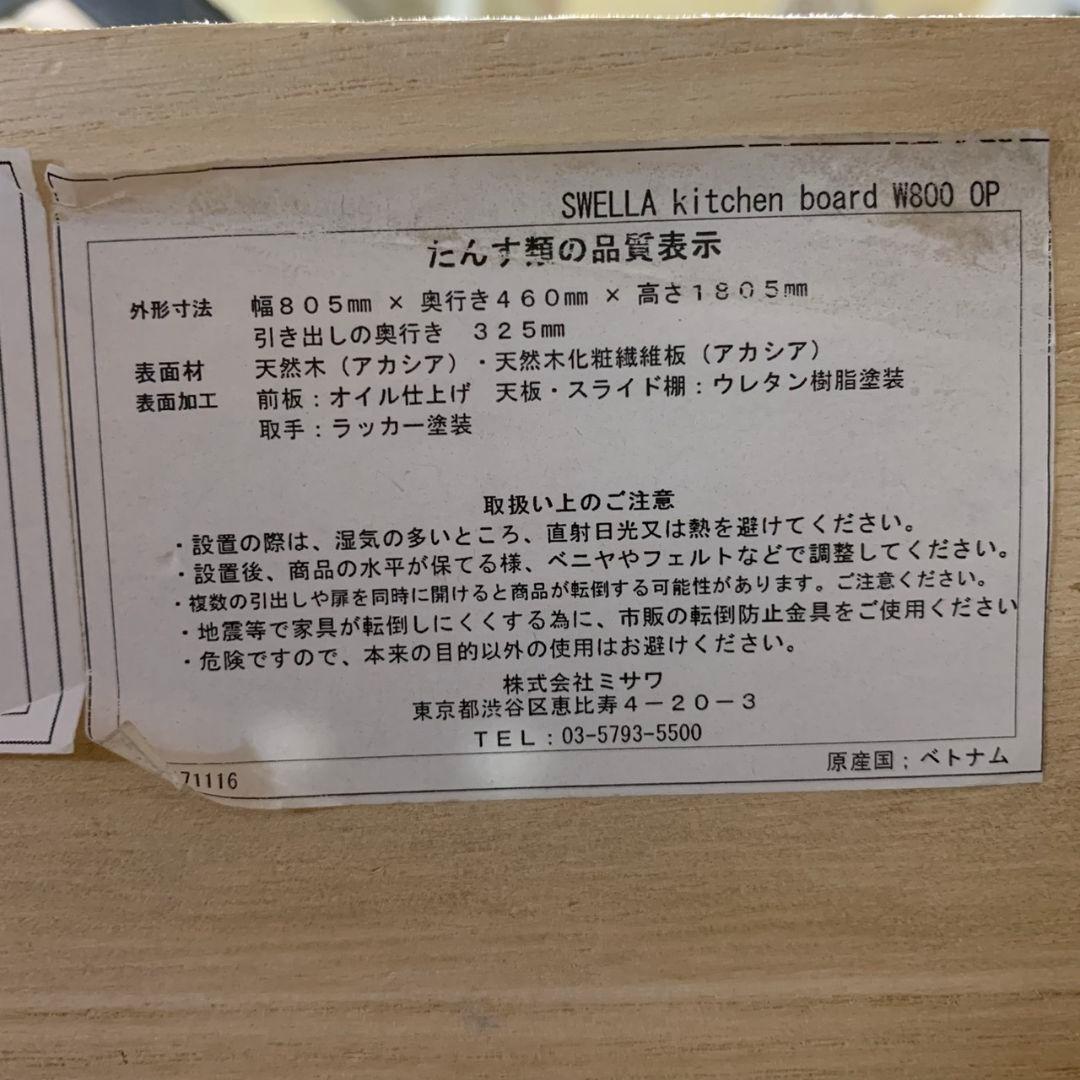 SWELLA kitchen board W800 OP
たんす類の品質表示
外形寸法 幅805㎜ × 奥行き460㎜ × 高さ1805㎜
引き出しの奥行き 325㎜
表面材 天然木（アカシア）・天然木化粧繊維板（アカシア）
表面加工 前板：オイル仕上げ 天板・スライド棚：ウレタン樹脂塗装
取手：ラッカー塗装
取扱い上のご注意
・設置の際は、湿気の多いところ、直射日光又は熱を避けてください。
・設置後、商品の水平が保てる様、ベニヤやフェルトなどで調整してください。
・複数の引出しや扉を同時に開けると商品が転倒する可能性があります。ご注意ください。
・地震等で家具が転倒しにくくする為に、市販の転倒防止金具をご使用ください
・危険ですので、本来の目的以外の使用はお避けください。
株式会社ミサワ
東京都渋谷区恵比寿4－20－3
TEL：03-5793-5500
原産国；ベトナム
71116